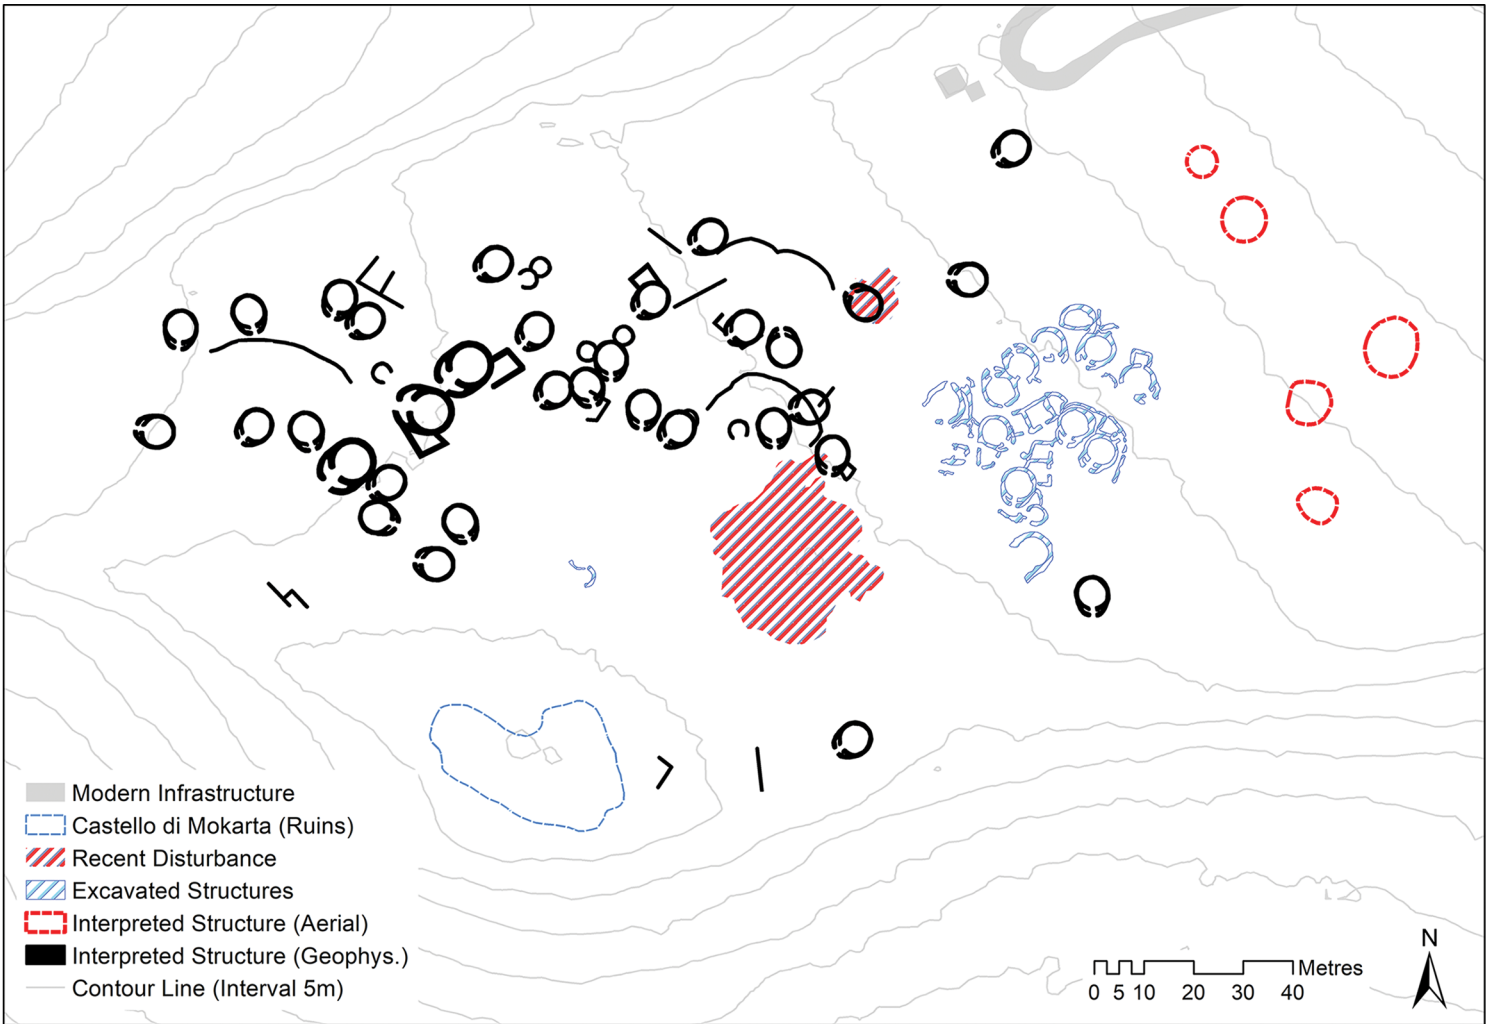 Modern Infrastructure
Castello di Mokarta (Ruins)
Recent Disturbance
Excavated Structures
Interpreted Structure (Aerial)
Interpreted Structure (Geophys.)
Contour Line (Interval 5m)
N
Metres
0 5 10 20 30 40